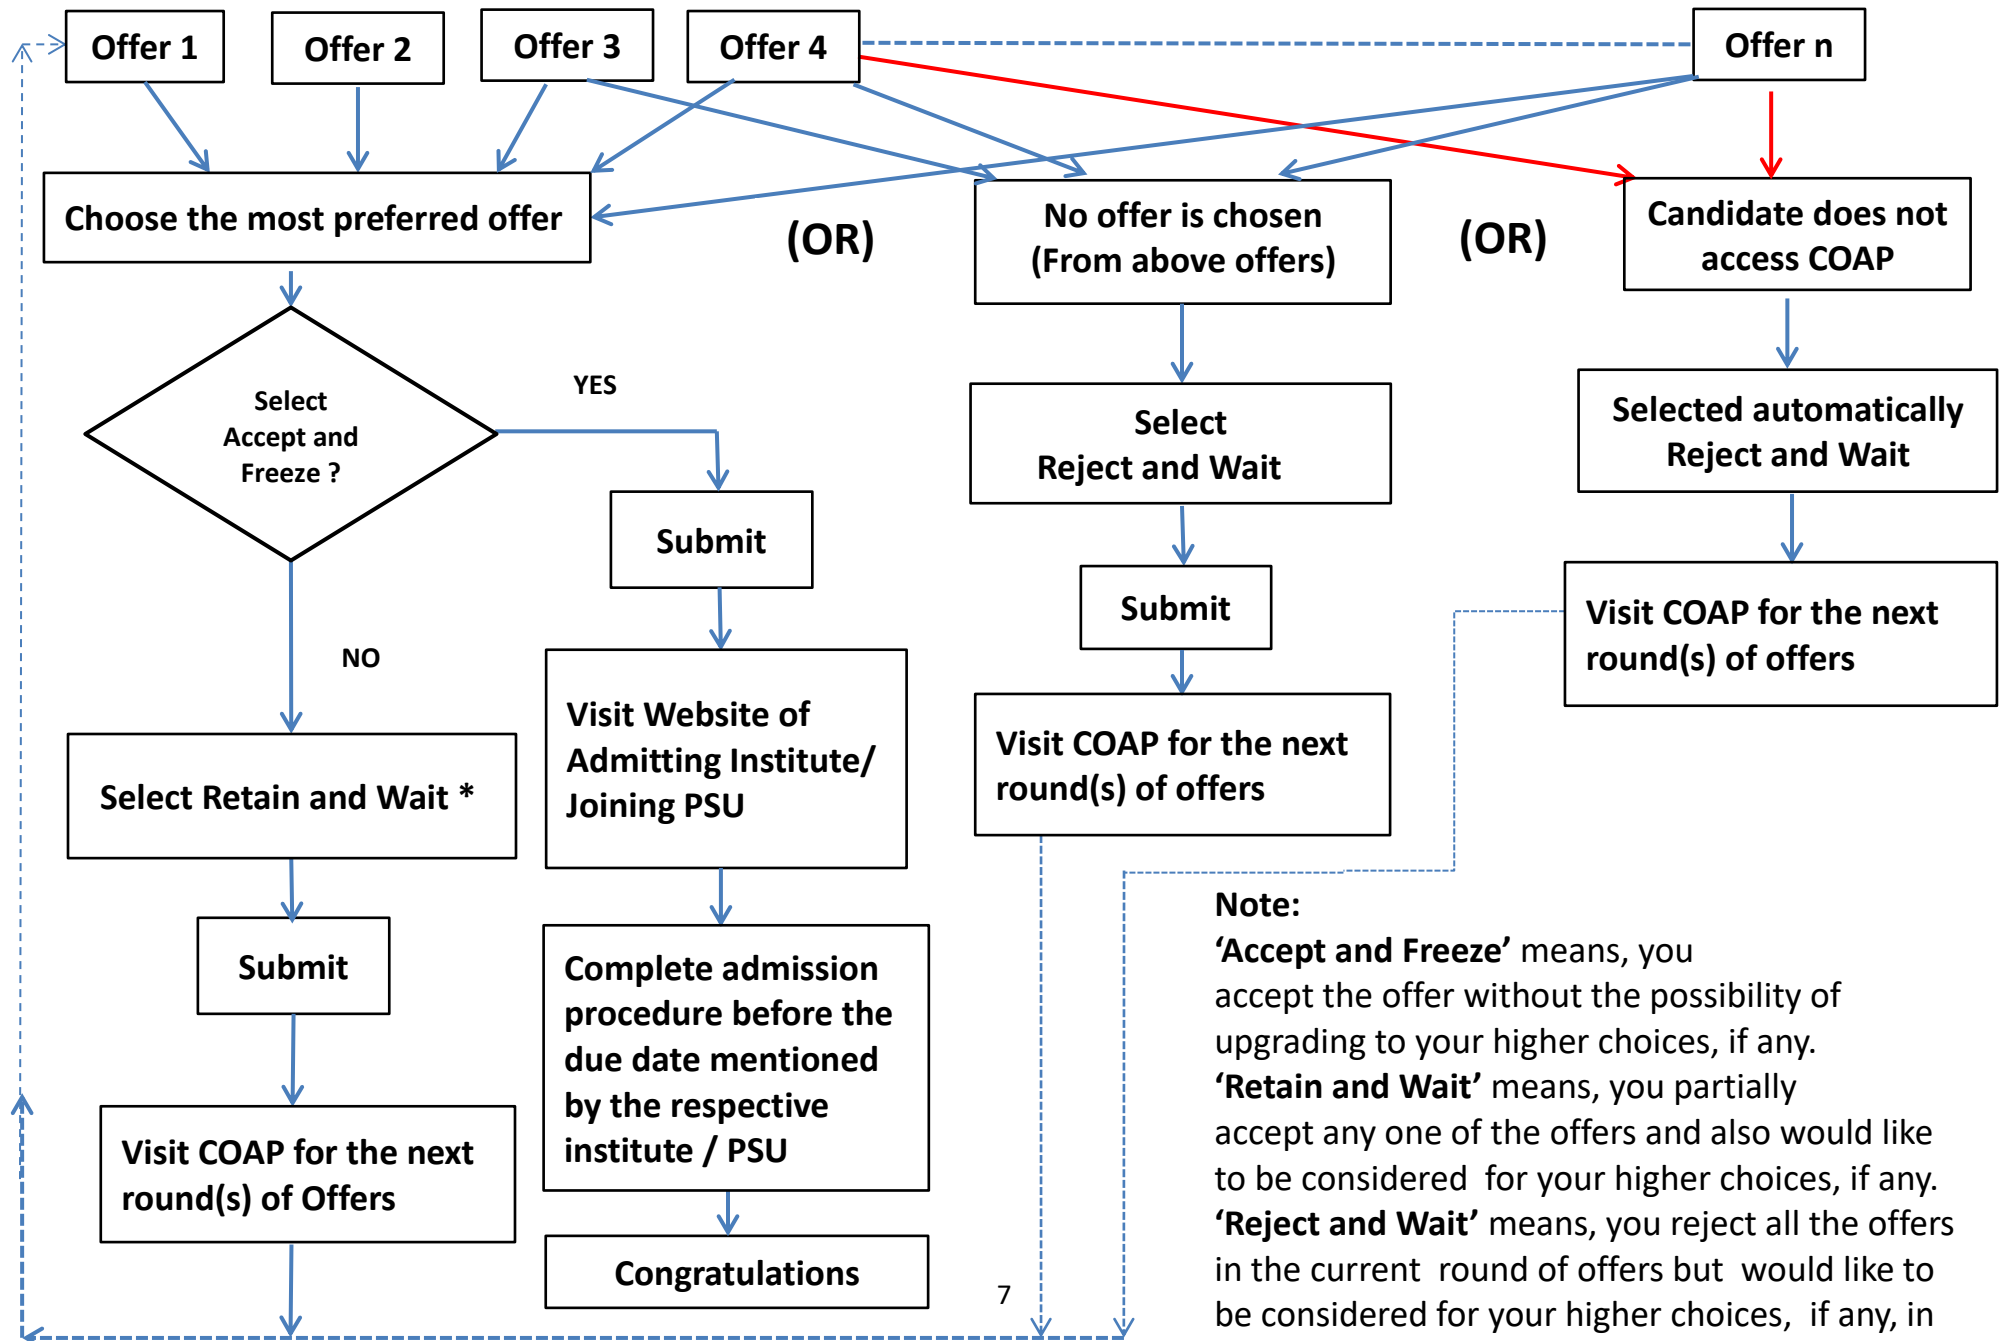 Offer 1
Offer 2
Offer 3
Offer 4
Offer n
Choose the most preferred offer
(OR)
No offer is chosen
(From above offers)
(OR)
Candidate does not
access COAP
Select
Accept and
Freeze ?
YES
NO
Select
Reject and Wait
Selected automatically
Reject and Wait
Submit
Submit
Visit COAP for the next
round(s) of offers
Visit Website of
Admitting Institute/
Joining PSU
Visit COAP for the next
round(s) of offers
Select Retain and Wait *
Submit
Complete admission
procedure before the
due date mentioned
by the respective
institute / PSU
Visit COAP for the next
round(s) of Offers
Congratulations
Note:
‘Accept and Freeze’ means, you
accept the offer without the possibility of
upgrading to your higher choices, if any.
‘Retain and Wait’ means, you partially
accept any one of the offers and also would like
to be considered  for your higher choices, if any.
‘Reject and Wait’ means, you reject all the offers
in the current  round of offers but  would like to
be considered for your higher choices,  if any, in
7